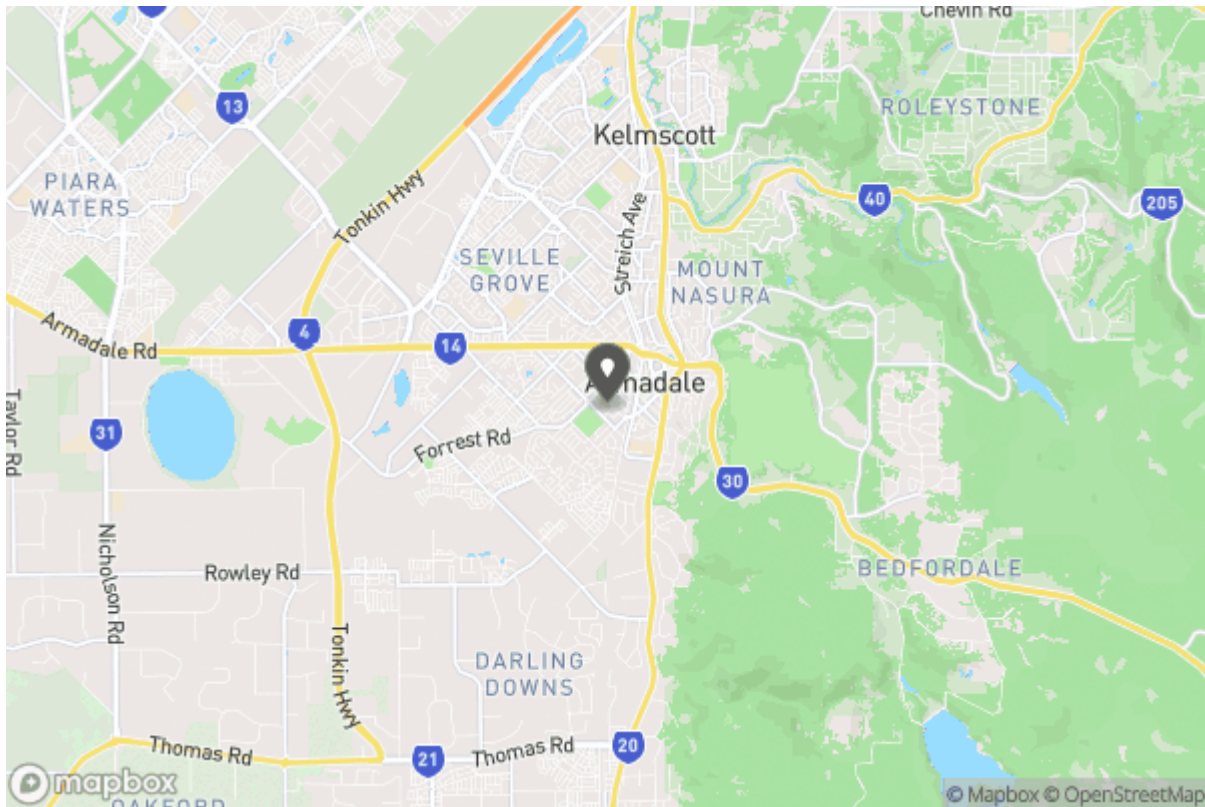 Chevin Rd
13
ROLEYSTONE
Kelmscott
PIARA
WATERS
Tonkin Hwy
40
205
Streich Ave
SEVILLE
GROVE
MOUNT
NASURA
Armadale Rd
4
14
Armadale
Taylor Rd
31
Forrest Rd
30
Nicholson Rd
Rowley Rd
BEDFORDALE
Tonkin Hwy
DARLING
DOWNS
Thomas Rd
21
Thomas Rd
20
mapbox
OAKFORD
© Mapbox © OpenStreetMap